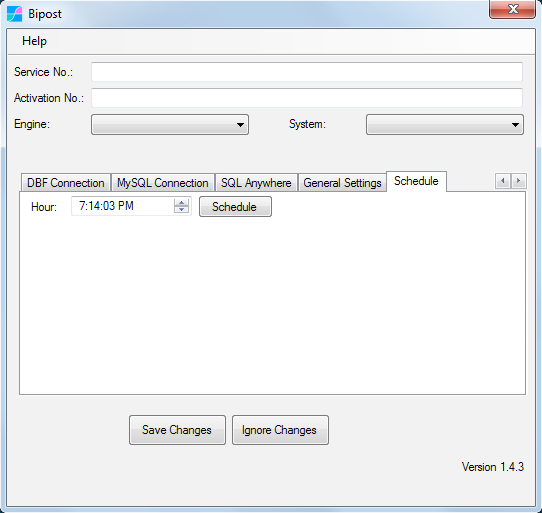 Bipost
Help
Service No.:
Activation No.:
Engine: System:
DBF Connection MySQL Connection SQL Anywhere General Settings Schedule
Hour: 7:14:03 PM Schedule
Save Changes Ignore Changes
Version 1.4.3